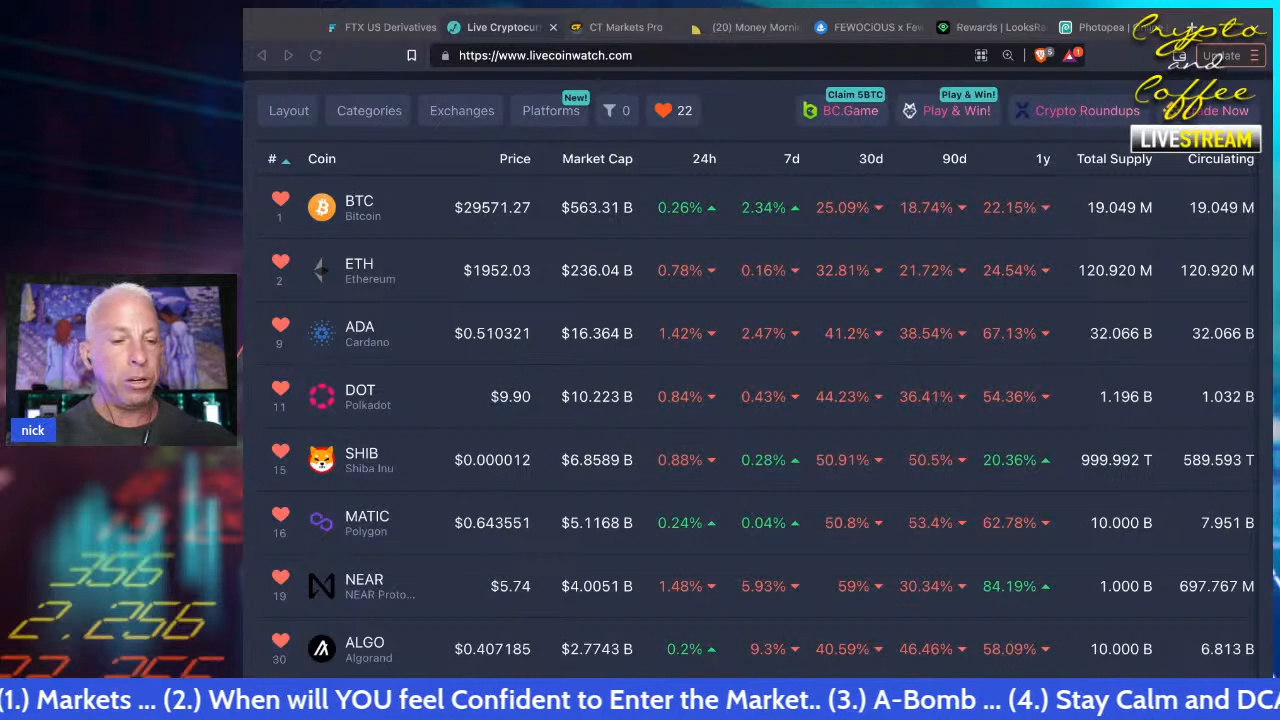 FTX US Derivatives
Live Cryptocurr
CT Markets Pro
(20) Money Morni
FEWOCiOUS x Few
Rewards | LooksRa
Photopea |
Crypto
and
Coffee
LIVESTREAM
https://www.livecoinwatch.com
5
1
Update
Layout
Categories
Exchanges
New!
Platforms
0
22
Claim 5BTC
BC.Game
Play & Win!
Play & Win!
Crypto Roundups
Now
# Coin Price Market Cap 24h 7d 30d 90d 1y Total Supply Circulating
1 BTC Bitcoin $29571.27 $563.31 B 0.26% 2.34% 25.09% 18.74% 22.15% 19.049 M 19.049 M
2 ETH Ethereum $1952.03 $236.04 B 0.78% 0.16% 32.81% 21.72% 24.54% 120.920 M 120.920 M
9 ADA Cardano $0.510321 $16.364 B 1.42% 2.47% 41.2% 38.54% 67.13% 32.066 B 32.066 B
11 DOT Polkadot $9.90 $10.223 B 0.84% 0.43% 44.23% 36.41% 54.36% 1.196 B 1.032 B
15 SHIB Shiba Inu $0.000012 $6.8589 B 0.88% 0.28% 50.91% 50.5% 20.36% 999.992 T 589.593 T
16 MATIC Polygon $0.643551 $5.1168 B 0.24% 0.04% 50.8% 53.4% 62.78% 10.000 B 7.951 B
19 NEAR NEAR Proto... $5.74 $4.0051 B 1.48% 5.93% 59% 30.34% 84.19% 1.000 B 697.767 M
30 ALGO Algorand $0.407185 $2.7743 B 0.2% 9.3% 40.59% 46.46% 58.09% 10.000 B 6.813 B
nick
356
2.256
(1.) Markets ... (2.) When will YOU feel Confident to Enter the Market.. (3.) A-Bomb ... (4.) Stay Calm and DCA